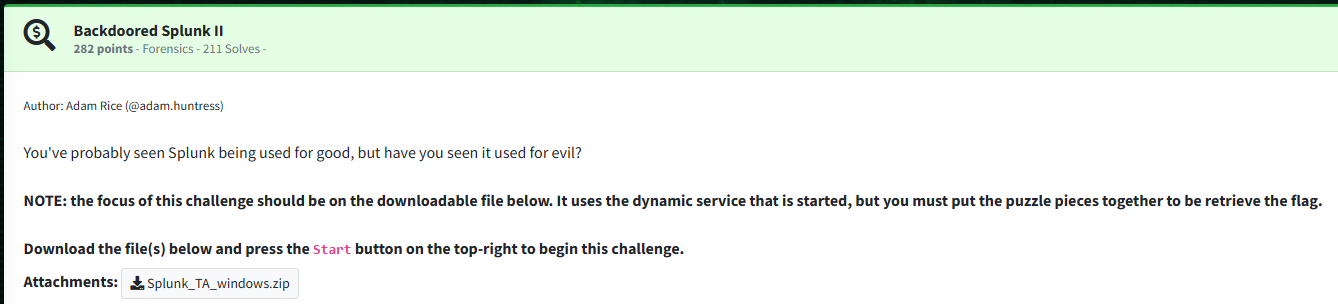 Backdoored Splunk II
282 points - Forensics - 211 Solves -
Author: Adam Rice (@adam.huntress)
You've probably seen Splunk being used for good, but have you seen it used for evil?
NOTE: the focus of this challenge should be on the downloadable file below. It uses the dynamic service that is started, but you must put the puzzle pieces together to be retrieve the flag.
Download the file(s) below and press the Start button on the top-right to begin this challenge.
Attachments: Splunk_TA_windows.zip